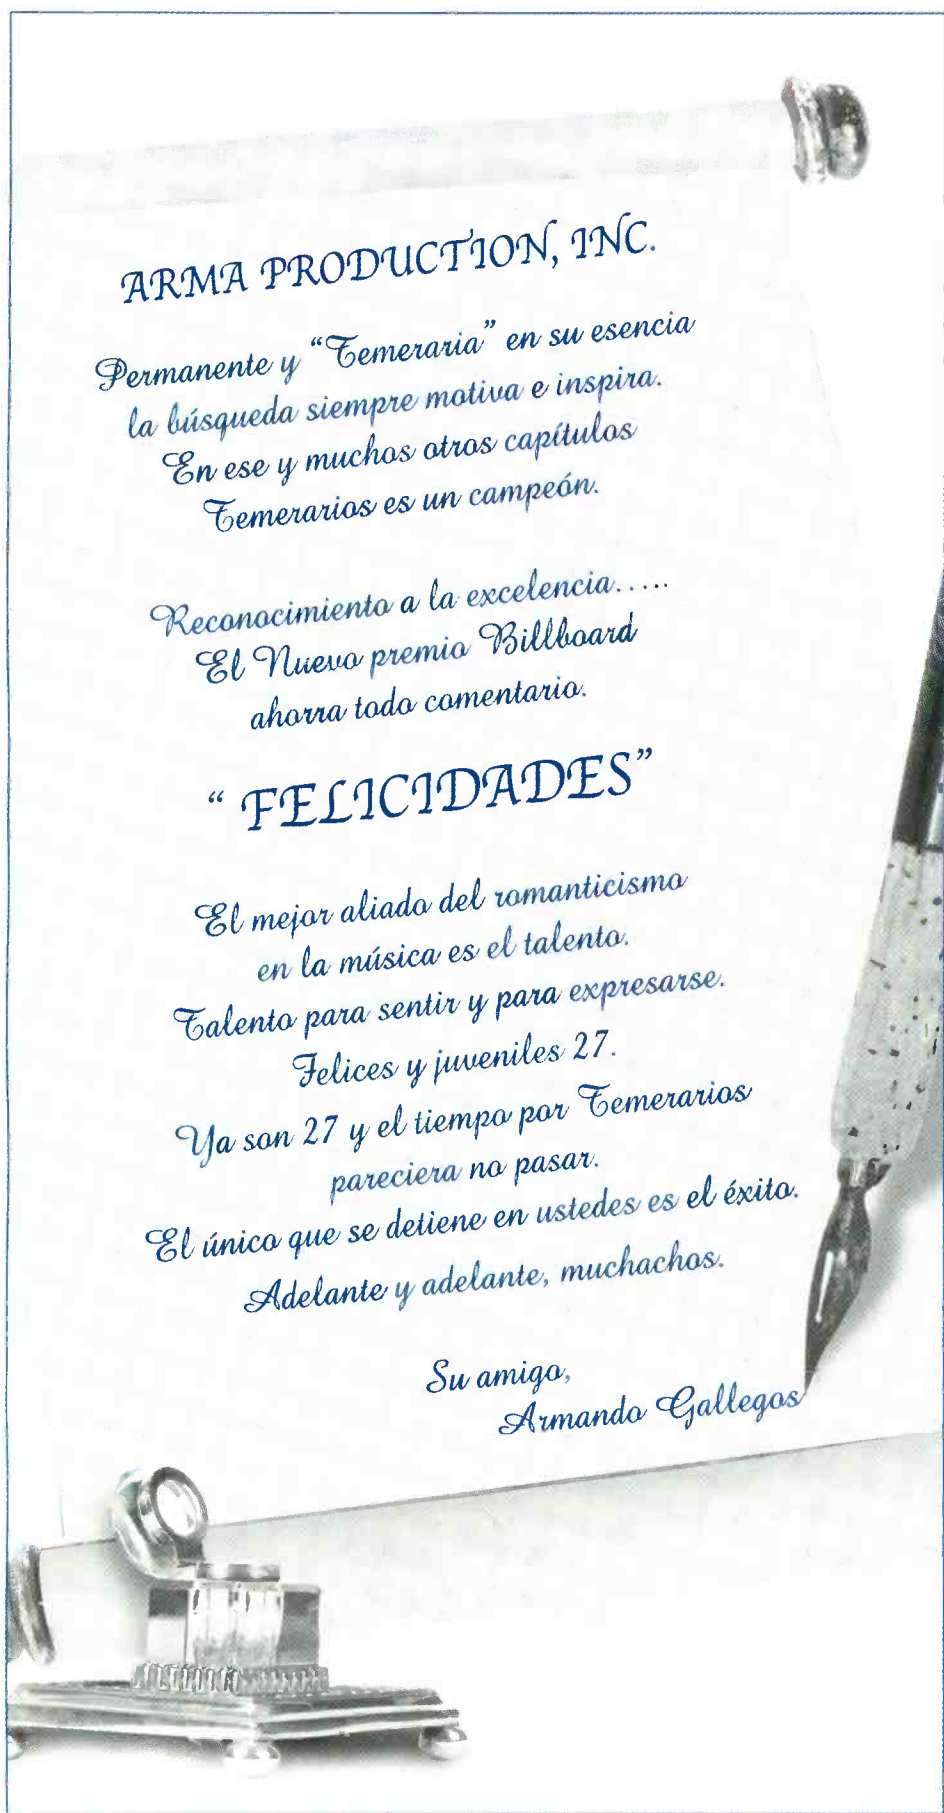 ARMA PRODUCTION, INC.
Permanente y “Temeraria” en su esencia
la búsqueda siempre motiva e inspira.
En ese y muchos otros capítulos
Temerarios es un campeón.
Reconocimiento a la excelencia.....
El Nuevo premio Billboard
ahorra todo comentario.
“ FELICIDADES”
El mejor aliado del romanticismo
en la música es el talento.
Talento para sentir y para expresarse.
Felices y juveniles 27.
Ya son 27 y el tiempo por Temerarios
pareciera no pasar.
El único que se detiene en ustedes es el éxito.
Adelante y adelante, muchachos.
Su amigo,
Armando Gallegos